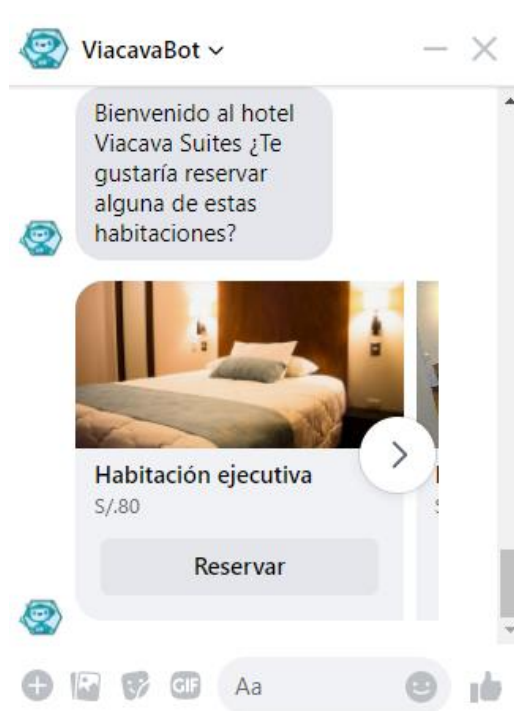 ViacavaBot
Bienvenido al hotel
Viacava Suites ¿Te
gustaría reservar
alguna de estas
habitaciones?
Habitación ejecutiva
S/.80
Reservar
GIF
Aa